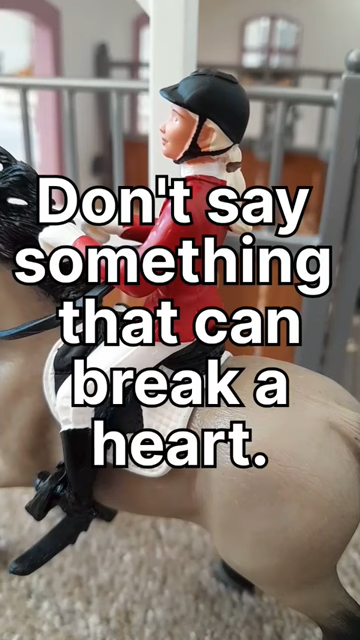 Don't say
something
that can
break a
heart.